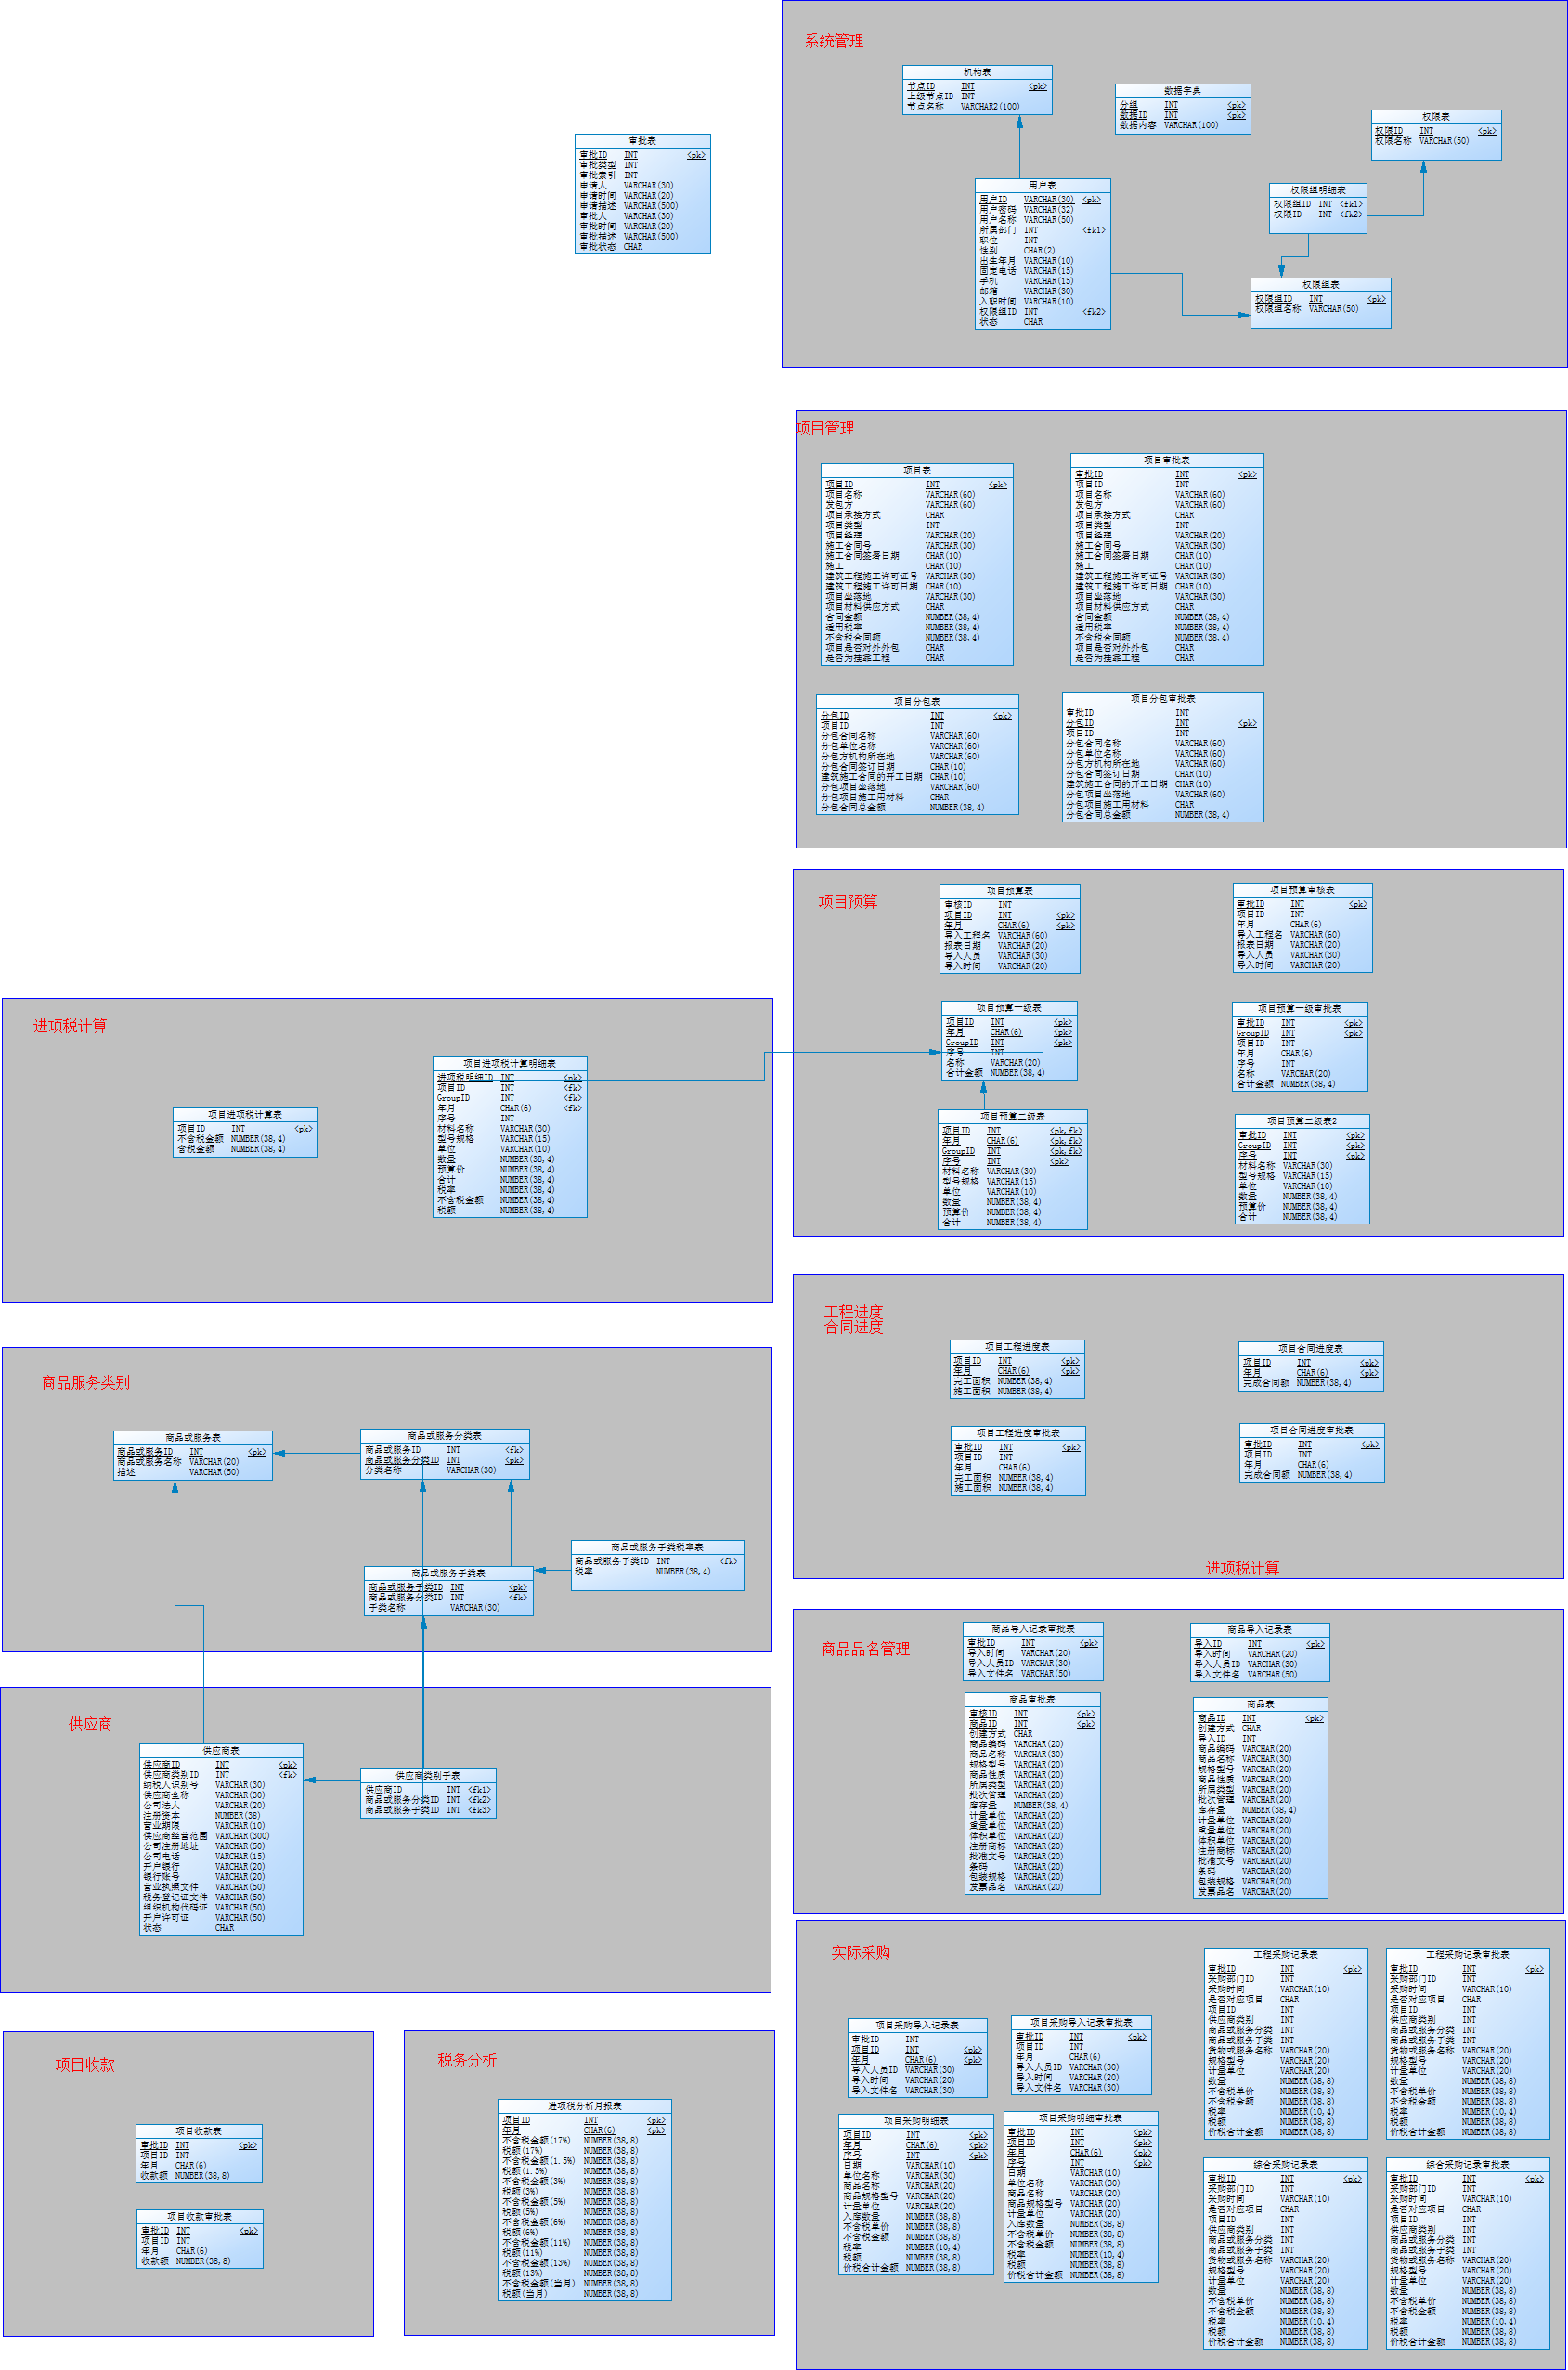 系统管理
机构表
节点ID INT <pk>
上级节点ID INT
节点名称 VARCHAR2(100)
数据字典
分组 INT <pk>
数据ID INT <pk>
数据内容 VARCHAR(100)
权限表
权限ID INT <pk>
权限名称 VARCHAR(50)
审批表
审批ID INT <pk>
审批类型 INT
审批索引 INT
申请人 VARCHAR(30)
申请时间 VARCHAR(20)
申请描述 VARCHAR(500)
审批人 VARCHAR(30)
审批时间 VARCHAR(20)
审批描述 VARCHAR(500)
审批状态 CHAR
用户表
用户ID VARCHAR(30) <pk>
用户密码 VARCHAR(32)
用户名称 VARCHAR(50)
所属部门 INT <fk1>
职位 INT
性别 CHAR(2)
出生年月 VARCHAR(10)
固定电话 VARCHAR(15)
手机 VARCHAR(15)
邮箱 VARCHAR(30)
入职时间 VARCHAR(10)
权限组ID INT <fk2>
状态 CHAR
权限组明细表
权限组ID INT <fk1>
权限ID INT <fk2>
权限组表
权限组ID INT <pk>
权限组名称 VARCHAR(50)
项目管理
项目表
项目ID INT <pk>
项目名称 VARCHAR(60)
发包方 VARCHAR(60)
项目承接方式 CHAR
项目类型 INT
项目经理 VARCHAR(20)
施工合同号 VARCHAR(30)
施工合同签署日期 CHAR(10)
施工 CHAR(10)
建筑工程施工许可证号 VARCHAR(30)
建筑工程施工许可日期 CHAR(10)
项目坐落地 VARCHAR(30)
项目材料供应方式 CHAR
合同金额 NUMBER(38,4)
适用税率 NUMBER(38,4)
不含税合同额 NUMBER(38,4)
项目是否对外外包 CHAR
是否为挂靠工程 CHAR
项目审批表
审批ID INT <pk>
项目ID INT
项目名称 VARCHAR(60)
发包方 VARCHAR(60)
项目承接方式 CHAR
项目类型 INT
项目经理 VARCHAR(20)
施工合同号 VARCHAR(30)
施工合同签署日期 CHAR(10)
施工 CHAR(10)
建筑工程施工许可证号 VARCHAR(30)
建筑工程施工许可日期 CHAR(10)
项目坐落地 VARCHAR(30)
项目材料供应方式 CHAR
合同金额 NUMBER(38,4)
适用税率 NUMBER(38,4)
不含税合同额 NUMBER(38,4)
项目是否对外外包 CHAR
是否为挂靠工程 CHAR
项目分包表
分包ID INT <pk>
项目ID INT
分包合同名称 VARCHAR(60)
分包单位名称 VARCHAR(60)
分包方机构所在地 VARCHAR(60)
分包合同签订日期 CHAR(10)
建筑施工合同的开工日期 CHAR(10)
分包项目坐落地 VARCHAR(60)
分包项目施工用材料 CHAR
分包合同总金额 NUMBER(38,4)
项目分包审批表
审批ID INT
分包ID INT <pk>
项目ID INT
分包合同名称 VARCHAR(60)
分包单位名称 VARCHAR(60)
分包方机构所在地 VARCHAR(60)
分包合同签订日期 CHAR(10)
建筑施工合同的开工日期 CHAR(10)
分包项目坐落地 VARCHAR(60)
分包项目施工用材料 CHAR
分包合同总金额 NUMBER(38,4)
项目预算
项目预算表
审核ID INT
项目ID INT <pk>
年月 CHAR(6) <pk>
导入工程名 VARCHAR(60)
报表日期 VARCHAR(20)
导入人员 VARCHAR(30)
导入时间 VARCHAR(20)
项目预算审核表
审批ID INT <pk>
项目ID INT
年月 CHAR(6)
导入工程名 VARCHAR(60)
报表日期 VARCHAR(20)
导入人员 VARCHAR(30)
导入时间 VARCHAR(20)
项目预算一级表
项目ID INT <pk>
年月 CHAR(6) <pk>
GroupID INT <pk>
序号 INT
名称 VARCHAR(20)
合计金额 NUMBER(38,4)
项目预算一级审批表
审批ID INT <pk>
GroupID INT <pk>
项目ID INT
年月 CHAR(6)
序号 INT
名称 VARCHAR(20)
合计金额 NUMBER(38,4)
项目预算二级表
项目ID INT <pk,fk>
年月 CHAR(6) <pk,fk>
GroupID INT <pk,fk>
序号 INT <pk>
材料名称 VARCHAR(30)
型号规格 VARCHAR(15)
单位 VARCHAR(10)
数量 NUMBER(38,4)
预算价 NUMBER(38,4)
合计 NUMBER(38,4)
项目预算二级表2
审批ID INT <pk>
GroupID INT <pk>
序号 INT <pk>
材料名称 VARCHAR(30)
型号规格 VARCHAR(15)
单位 VARCHAR(10)
数量 NUMBER(38,4)
预算价 NUMBER(38,4)
合计 NUMBER(38,4)
进项税计算
项目进项税计算表
项目ID INT <pk>
不含税金额 NUMBER(38,4)
含税金额 NUMBER(38,4)
项目进项税计算明细表
进项税明细ID INT <pk>
项目ID INT <fk>
GroupID INT <fk>
年月 CHAR(6) <fk>
序号 INT
材料名称 VARCHAR(30)
型号规格 VARCHAR(15)
单位 VARCHAR(10)
数量 NUMBER(38,4)
预算价 NUMBER(38,4)
合计 NUMBER(38,4)
税率 NUMBER(38,4)
不含税金额 NUMBER(38,4)
税额 NUMBER(38,4)
工程进度
合同进度
项目工程进度表
项目ID INT <pk>
年月 CHAR(6) <pk>
完工面积 NUMBER(38,4)
施工面积 NUMBER(38,4)
项目合同进度表
项目ID INT <pk>
年月 CHAR(6) <pk>
完成合同额 NUMBER(38,4)
项目工程进度审批表
审批ID INT <pk>
项目ID INT
年月 CHAR(6)
完工面积 NUMBER(38,4)
施工面积 NUMBER(38,4)
项目合同进度审批表
审批ID INT <pk>
项目ID INT
年月 CHAR(6)
完成合同额 NUMBER(38,4)
进项税计算
商品服务类别
商品或服务表
商品或服务ID INT <pk>
商品或服务名称 VARCHAR(20)
描述 VARCHAR(50)
商品或服务分类表
商品或服务ID INT <fk>
商品或服务分类ID INT <pk>
分类名称 VARCHAR(30)
商品或服务子类税率表
商品或服务子类ID INT <fk>
税率 NUMBER(38,4)
商品或服务子类表
商品或服务子类ID INT <pk>
商品或服务分类ID INT <fk>
子类名称 VARCHAR(30)
供应商
供应商表
供应商ID INT <pk>
供应商类别ID INT <fk>
纳税人识别号 VARCHAR(30)
供应商全称 VARCHAR(30)
公司法人 VARCHAR(20)
注册资本 NUMBER(38)
营业期限 VARCHAR(10)
供应商经营范围 VARCHAR(300)
公司注册地址 VARCHAR(50)
公司电话 VARCHAR(15)
开户银行 VARCHAR(20)
银行账号 VARCHAR(20)
营业执照文件 VARCHAR(50)
税务登记证文件 VARCHAR(50)
组织机构代码证 VARCHAR(50)
开户许可证 VARCHAR(50)
状态 CHAR
供应商类别子表
供应商ID INT <fk1>
商品或服务分类ID INT <fk2>
商品或服务子类ID INT <fk3>
商品品名管理
商品导入记录审批表
审批ID INT <pk>
导入时间 VARCHAR(20)
导入人员ID VARCHAR(30)
导入文件名 VARCHAR(50)
商品导入记录表
导入ID INT <pk>
导入时间 VARCHAR(20)
导入人员ID VARCHAR(30)
导入文件名 VARCHAR(50)
商品审批表
审核ID INT <pk>
商品ID INT <pk>
创建方式 CHAR
商品编码 VARCHAR(20)
商品名称 VARCHAR(30)
规格型号 VARCHAR(20)
商品性质 VARCHAR(20)
所属类型 VARCHAR(20)
批次管理 VARCHAR(20)
库存量 NUMBER(38,4)
计量单位 VARCHAR(20)
重量单位 VARCHAR(20)
体积单位 VARCHAR(20)
注册商标 VARCHAR(20)
批准文号 VARCHAR(20)
条码 VARCHAR(20)
包装规格 VARCHAR(20)
发票品名 VARCHAR(20)
商品表
商品ID INT <pk>
创建方式 CHAR
导入ID INT
商品编码 VARCHAR(20)
商品名称 VARCHAR(30)
规格型号 VARCHAR(20)
商品性质 VARCHAR(20)
所属类型 VARCHAR(20)
批次管理 VARCHAR(20)
库存量 NUMBER(38,4)
计量单位 VARCHAR(20)
重量单位 VARCHAR(20)
体积单位 VARCHAR(20)
注册商标 VARCHAR(20)
批准文号 VARCHAR(20)
条码 VARCHAR(20)
包装规格 VARCHAR(20)
发票品名 VARCHAR(20)
实际采购
项目采购导入记录表
审批ID INT
项目ID INT <pk>
年月 CHAR(6) <pk>
导入人员ID VARCHAR(30)
导入时间 VARCHAR(20)
导入文件名 VARCHAR(30)
项目采购导入记录审批表
审批ID INT <pk>
项目ID INT
年月 CHAR(6)
导入人员ID VARCHAR(30)
导入时间 VARCHAR(20)
导入文件名 VARCHAR(30)
项目采购明细表
项目ID INT <pk>
年月 CHAR(6) <pk>
序号 INT <pk>
日期 VARCHAR(10)
单位名称 VARCHAR(30)
商品名称 VARCHAR(20)
商品规格型号 VARCHAR(20)
计量单位 VARCHAR(20)
入库数量 NUMBER(38,8)
不含税单价 NUMBER(38,8)
不含税金额 NUMBER(38,8)
税率 NUMBER(10,4)
税额 NUMBER(38,8)
价税合计金额 NUMBER(38,8)
项目采购明细审批表
审批ID INT <pk>
项目ID INT <pk>
年月 CHAR(6) <pk>
序号 INT <pk>
日期 VARCHAR(10)
单位名称 VARCHAR(30)
商品名称 VARCHAR(20)
商品规格型号 VARCHAR(20)
计量单位 VARCHAR(20)
入库数量 NUMBER(38,8)
不含税单价 NUMBER(38,8)
不含税金额 NUMBER(38,8)
税率 NUMBER(10,4)
税额 NUMBER(38,8)
价税合计金额 NUMBER(38,8)
工程采购记录表
审批ID INT <pk>
采购部门ID INT
采购时间 VARCHAR(10)
是否对应项目 CHAR
项目ID INT
供应商类别 INT
商品或服务分类 INT
商品或服务子类 INT
货物或服务名称 VARCHAR(20)
规格型号 VARCHAR(20)
计量单位 VARCHAR(20)
数量 NUMBER(38,8)
不含税单价 NUMBER(38,8)
不含税金额 NUMBER(38,8)
税率 NUMBER(10,4)
税额 NUMBER(38,8)
价税合计金额 NUMBER(38,8)
工程采购记录审批表
审批ID INT <pk>
采购部门ID INT
采购时间 VARCHAR(10)
是否对应项目 CHAR
项目ID INT
供应商类别 INT
商品或服务分类 INT
商品或服务子类 INT
货物或服务名称 VARCHAR(20)
规格型号 VARCHAR(20)
计量单位 VARCHAR(20)
数量 NUMBER(38,8)
不含税单价 NUMBER(38,8)
不含税金额 NUMBER(38,8)
税率 NUMBER(10,4)
税额 NUMBER(38,8)
价税合计金额 NUMBER(38,8)
综合采购记录表
审批ID INT <pk>
采购部门ID INT
采购时间 VARCHAR(10)
是否对应项目 CHAR
项目ID INT
供应商类别 INT
商品或服务分类 INT
商品或服务子类 INT
货物或服务名称 VARCHAR(20)
规格型号 VARCHAR(20)
计量单位 VARCHAR(20)
数量 NUMBER(38,8)
不含税单价 NUMBER(38,8)
不含税金额 NUMBER(38,8)
税率 NUMBER(10,4)
税额 NUMBER(38,8)
价税合计金额 NUMBER(38,8)
综合采购记录审批表
审批ID INT <pk>
采购部门ID INT
采购时间 VARCHAR(10)
是否对应项目 CHAR
项目ID INT
供应商类别 INT
商品或服务分类 INT
商品或服务子类 INT
货物或服务名称 VARCHAR(20)
规格型号 VARCHAR(20)
计量单位 VARCHAR(20)
数量 NUMBER(38,8)
不含税单价 NUMBER(38,8)
不含税金额 NUMBER(38,8)
税率 NUMBER(10,4)
税额 NUMBER(38,8)
价税合计金额 NUMBER(38,8)
项目收款
项目收款表
审批ID INT <pk>
项目ID INT
年月 CHAR(6)
收款额 NUMBER(38,8)
项目收款审批表
审批ID INT <pk>
项目ID INT
年月 CHAR(6)
收款额 NUMBER(38,8)
税务分析
进项税分析月报表
项目ID INT <pk>
年月 CHAR(6) <pk>
不含税金额(17%) NUMBER(38,8)
税额(17%) NUMBER(38,8)
不含税金额(1.5%) NUMBER(38,8)
税额(1.5%) NUMBER(38,8)
不含税金额(3%) NUMBER(38,8)
税额(3%) NUMBER(38,8)
不含税金额(5%) NUMBER(38,8)
税额(5%) NUMBER(38,8)
不含税金额(6%) NUMBER(38,8)
税额(6%) NUMBER(38,8)
不含税金额(11%) NUMBER(38,8)
税额(11%) NUMBER(38,8)
不含税金额(13%) NUMBER(38,8)
税额(13%) NUMBER(38,8)
不含税金额(当月) NUMBER(38,8)
税额(当月) NUMBER(38,8)